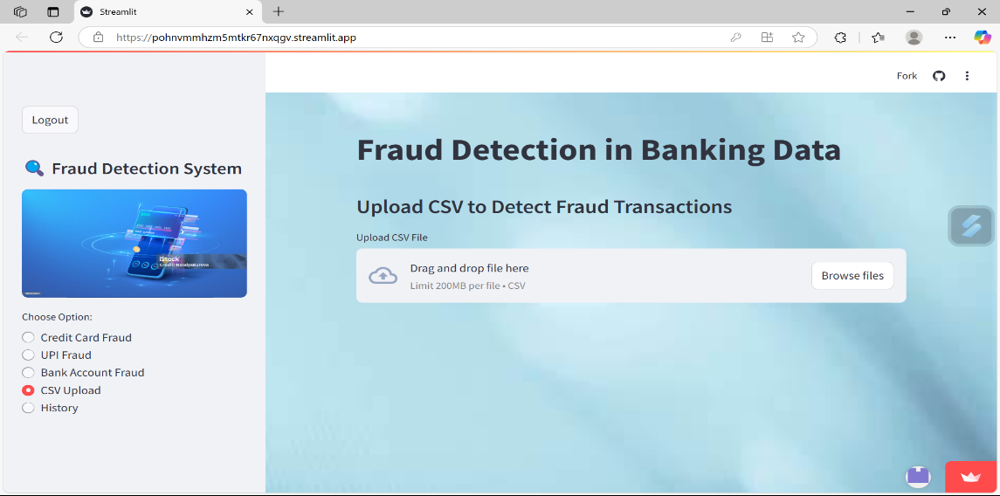 Streamlit
https://pohnvmmhzm5mtkr67nxqgv.streamlit.app
Fork
Logout
Fraud Detection System
iStock
Credit: NatalyaBurova
Choose Option:
Credit Card Fraud
UPI Fraud
Bank Account Fraud
CSV Upload
History
Fraud Detection in Banking Data
Upload CSV to Detect Fraud Transactions
Upload CSV File
Drag and drop file here
Limit 200MB per file • CSV
Browse files